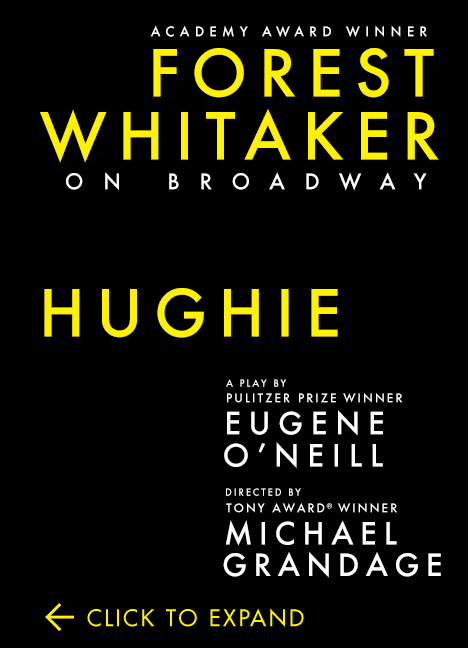 ACADEMY AWARD WINNER
FOREST
WHITAKER
ON BROADWAY
HUGHIE
A PLAY BY
PULITZER PRIZE WINNER
EUGENE
O'NEILL
DIRECTED BY
TONY AWARD® WINNER
MICHAEL
GRANDAGE
← CLICK TO EXPAND